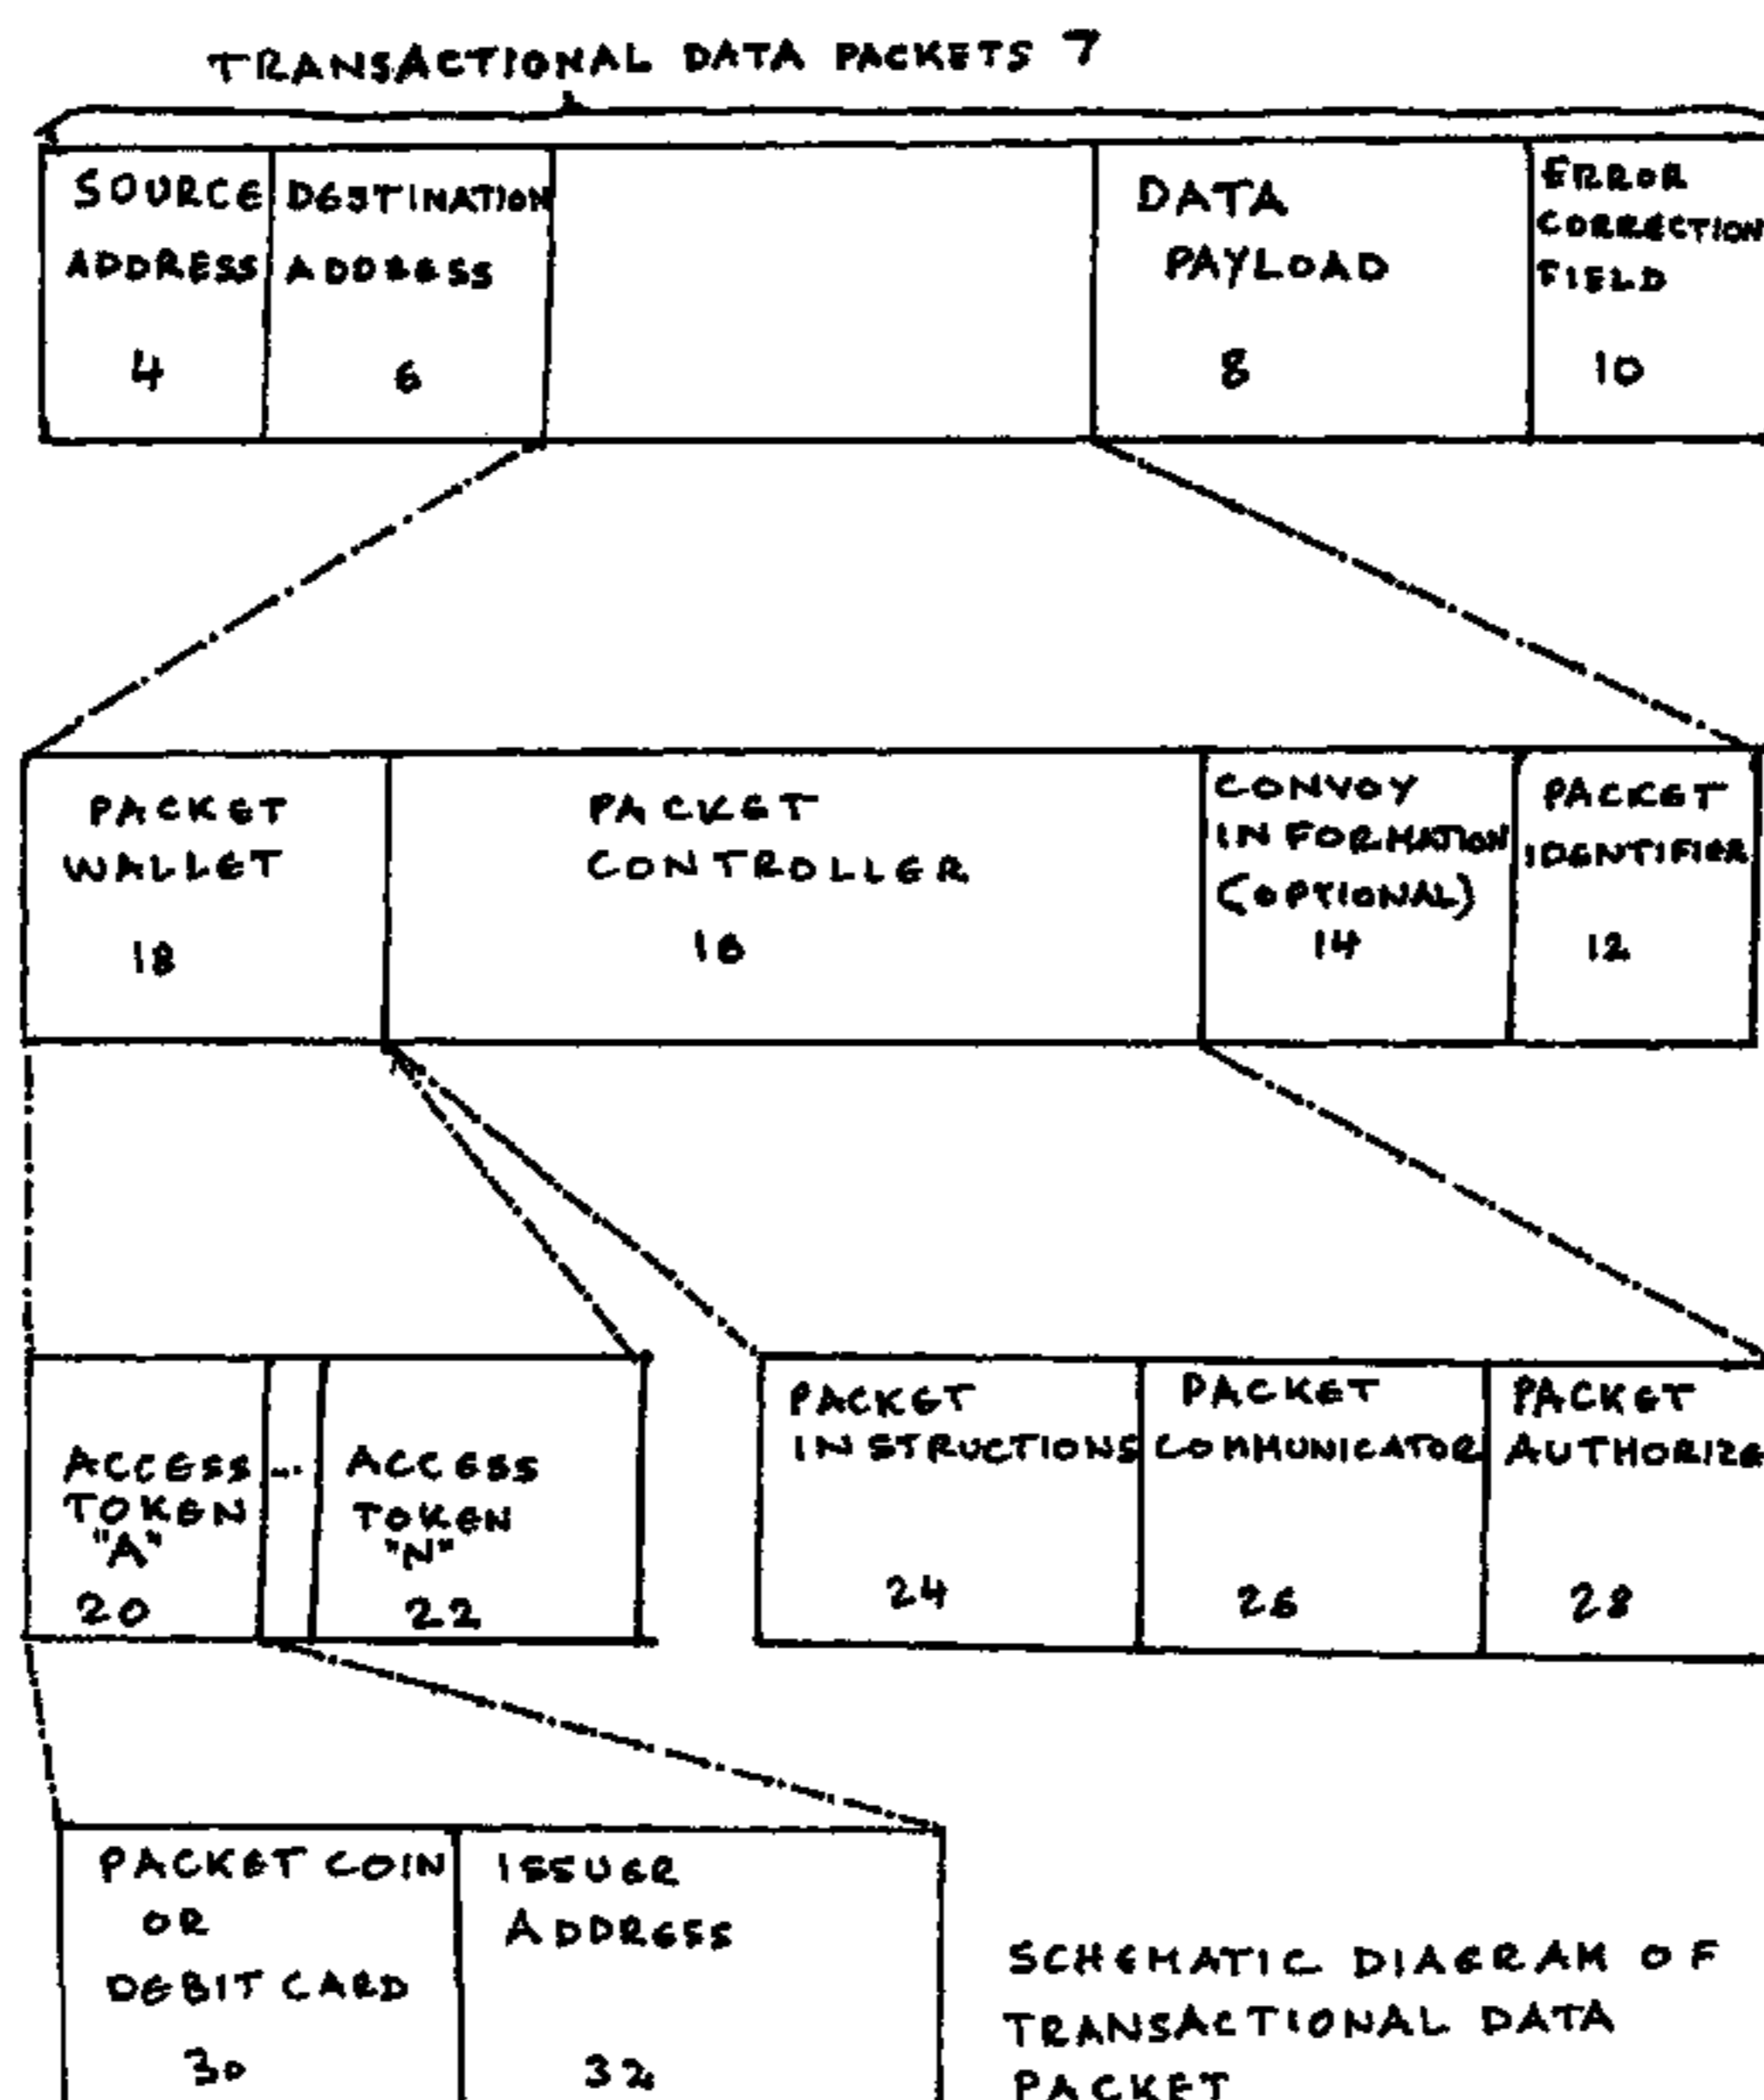 TRANSACTIONAL DATA PACKETS 7
SOURCE
ADDRESS
4
DESTINATION
ADDRESS
6
DATA
PAYLOAD
8
ERROR
CORRECTION
FIELD
10
PACKET
WALLET
18
PACKET
CONTROLLER
16
CONVOY
INFORMATION
(OPTIONAL)
14
PACKET
IDENTIFIER
12
ACCESS
TOKEN
"A"
20
...
ACCESS
TOKEN
"N"
22
PACKET
INSTRUCTIONS
24
PACKET
COMMUNICATOR
26
PACKET
AUTHORIZE
28
PACKET COIN
OR
DEBIT CARD
30
ISSUER
ADDRESS
32
SCHEMATIC DIAGRAM OF
TRANSACTIONAL DATA
PACKET